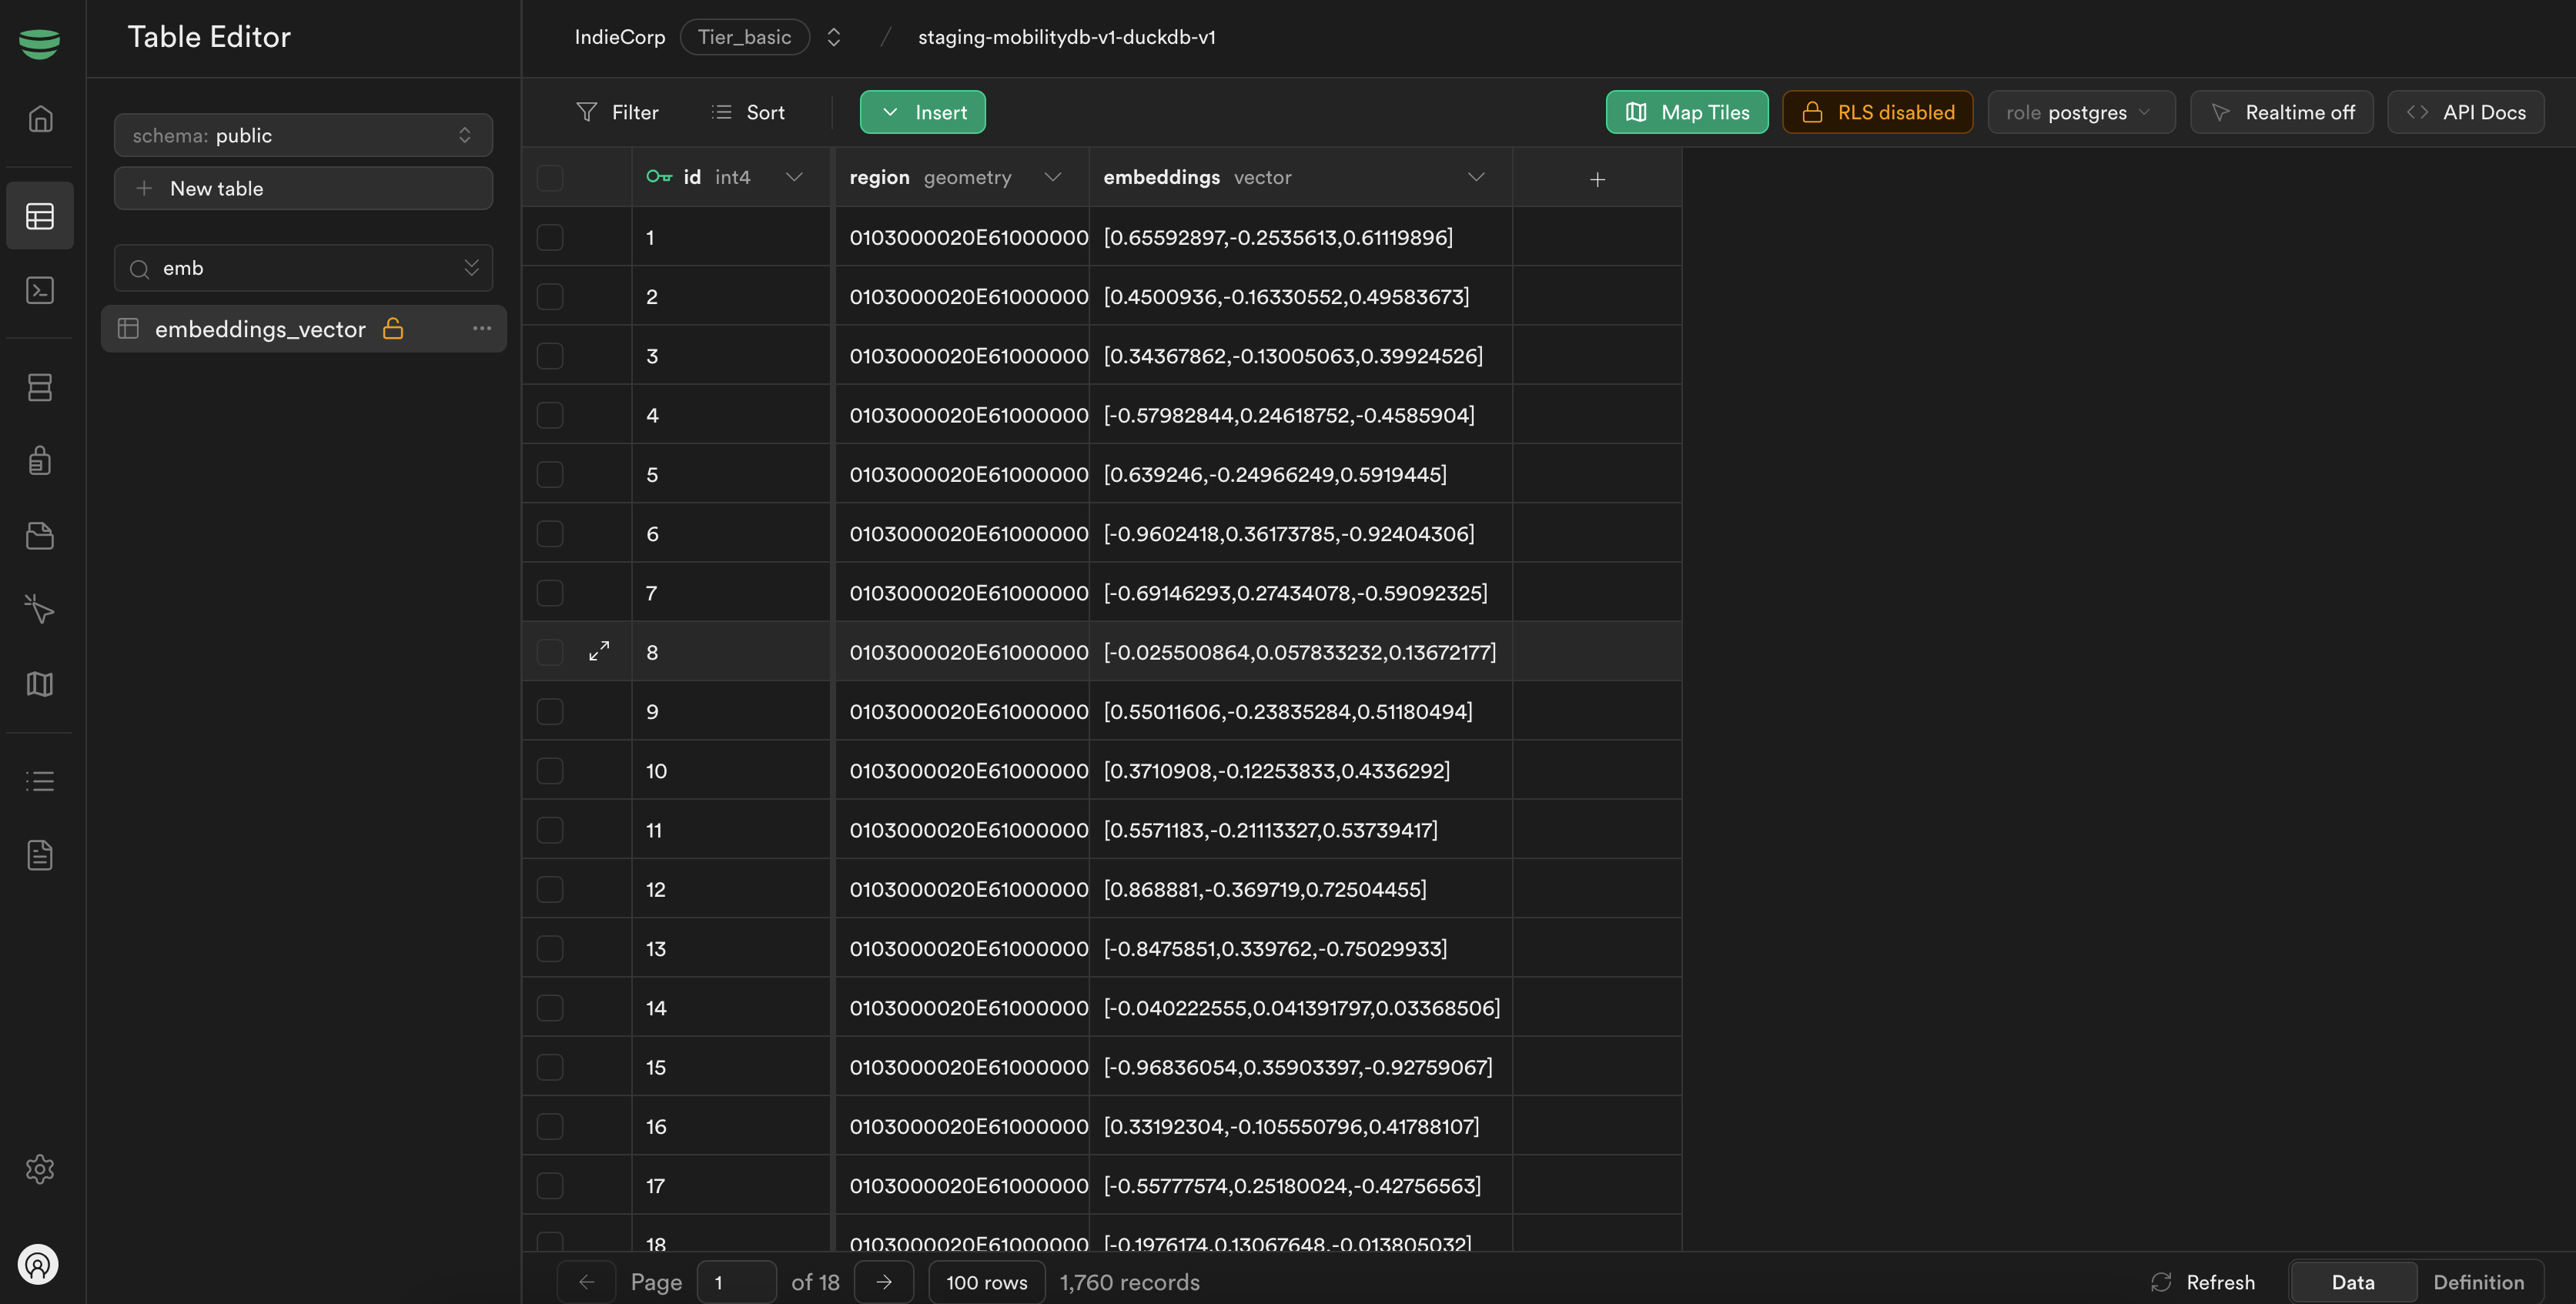 Table Editor
IndieCorp Tier_basic / staging-mobilitydb-v1-duckdb-v1
schema: public
New table
emb
embeddings_vector
Filter Sort Insert Map Tiles RLS disabled role postgres Realtime off API Docs
id int4 region geometry embeddings vector
1 0103000020E61000000 [0.65592897,-0.2535613,0.61119896]
2 0103000020E61000000 [0.4500936,-0.16330552,0.49583673]
3 0103000020E61000000 [0.34367862,-0.13005063,0.39924526]
4 0103000020E61000000 [-0.57982844,0.24618752,-0.4585904]
5 0103000020E61000000 [0.639246,-0.24966249,0.5919445]
6 0103000020E61000000 [-0.9602418,0.36173785,-0.92404306]
7 0103000020E61000000 [-0.69146293,0.27434078,-0.59092325]
8 0103000020E61000000 [-0.025500864,0.057833232,0.13672177]
9 0103000020E61000000 [0.55011606,-0.23835284,0.51180494]
10 0103000020E61000000 [0.3710908,-0.12253833,0.4336292]
11 0103000020E61000000 [0.5571183,-0.21113327,0.53739417]
12 0103000020E61000000 [0.868881,-0.369719,0.72504455]
13 0103000020E61000000 [-0.8475851,0.339762,-0.75029933]
14 0103000020E61000000 [-0.040222555,0.041391797,0.03368506]
15 0103000020E61000000 [-0.96836054,0.35903397,-0.92759067]
16 0103000020E61000000 [0.33192304,-0.105550796,0.41788107]
17 0103000020E61000000 [-0.55777574,0.25180024,-0.42756563]
18 0103000020E61000000 [-0.1976174,0.13067648,-0.013805032]
Page 1 of 18 100 rows 1,760 records Refresh Data Definition